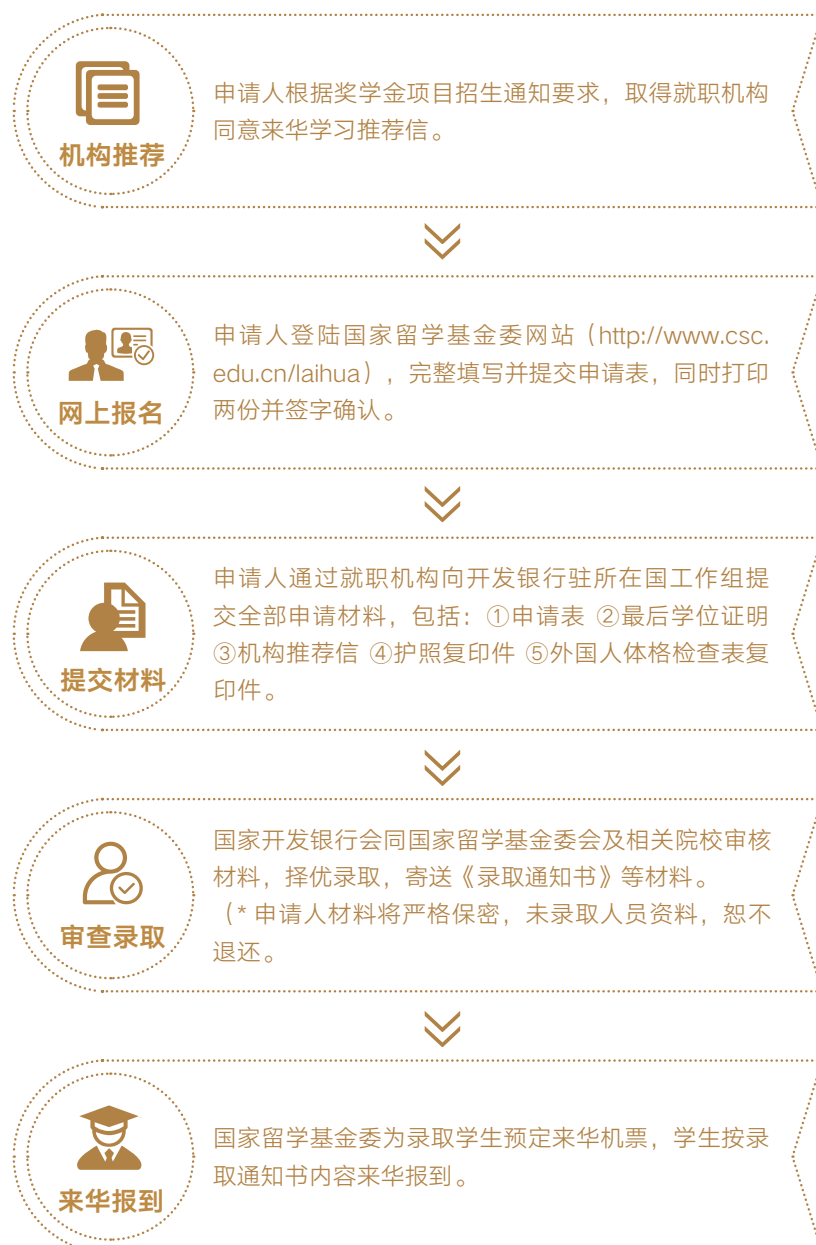 机构推荐
申请人根据奖学金项目招生通知要求，取得就职机构
同意来华学习推荐信。
网上报名
申请人登陆国家留学基金委网站（http://www.csc.
edu.cn/laihua），完整填写并提交申请表，同时打印
两份并签字确认。
提交材料
申请人通过就职机构向开发银行驻所在国工作组提
交全部申请材料，包括：①申请表 ②最后学位证明
③机构推荐信 ④护照复印件 ⑤外国人体格检查表复
印件。
审查录取
国家开发银行会同国家留学基金委会及相关院校审核
材料，择优录取，寄送《录取通知书》等材料。
（* 申请人材料将严格保密，未录取人员资料，恕不
退还。
来华报到
国家留学基金委为录取学生预定来华机票，学生按录
取通知书内容来华报到。